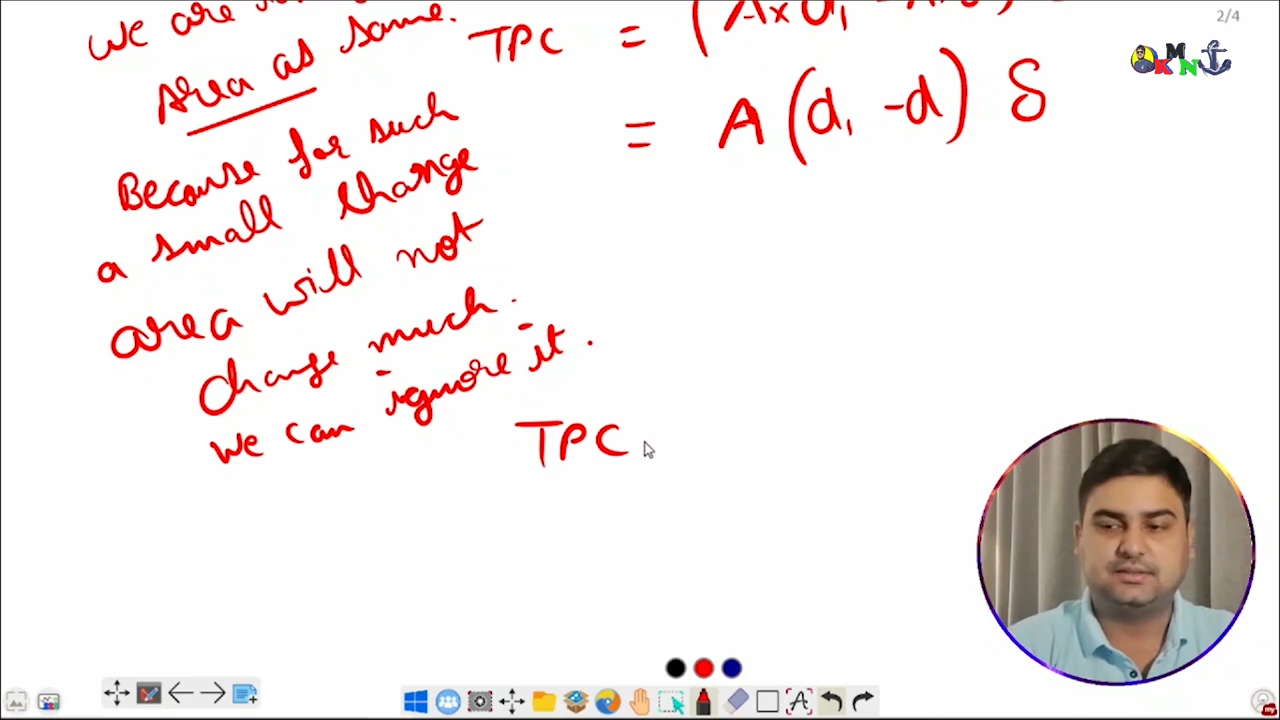 we are
Area as same.
Because for such
a small change
area will not
change much.
we can ignore it.
TPC =
= A (d₁ - d) δ
TPC
2/4
M
K N